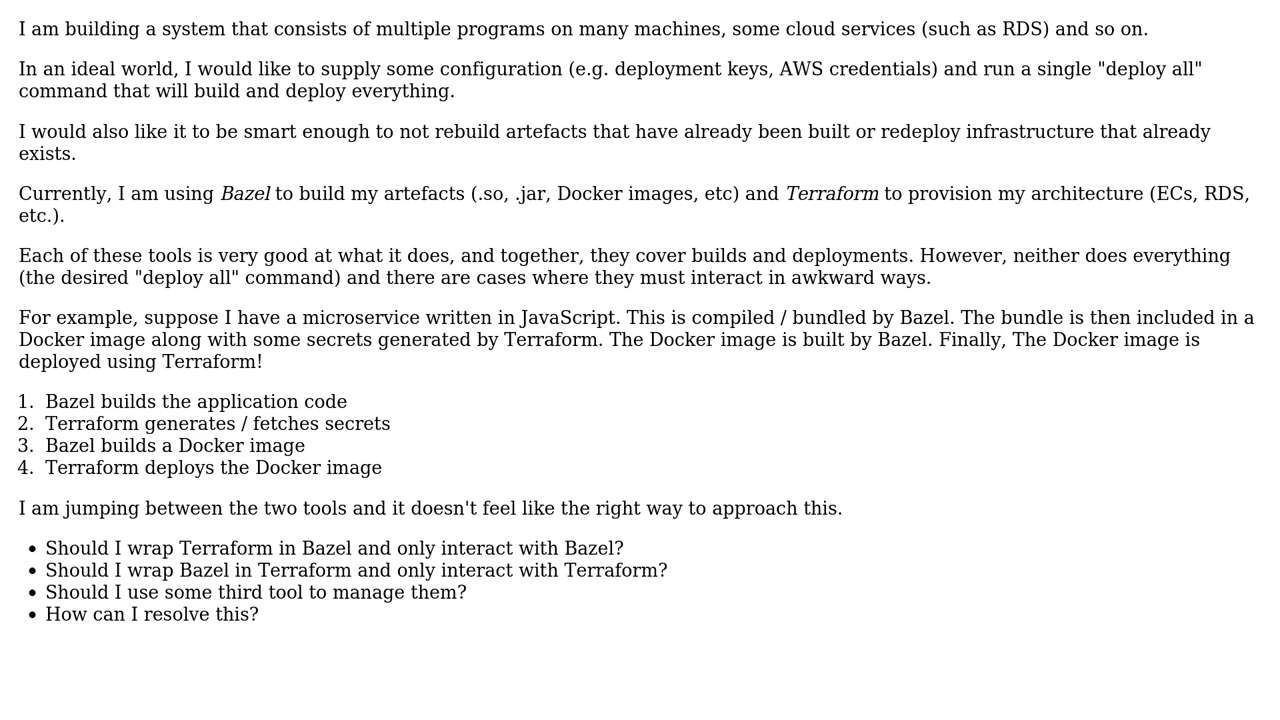 I am building a system that consists of multiple programs on many machines, some cloud services (such as RDS) and so on.
In an ideal world, I would like to supply some configuration (e.g. deployment keys, AWS credentials) and run a single "deploy all"
command that will build and deploy everything.
I would also like it to be smart enough to not rebuild artefacts that have already been built or redeploy infrastructure that already
exists.
Currently, I am using Bazel to build my artefacts (.so, .jar, Docker images, etc) and Terraform to provision my architecture (ECs, RDS,
etc.).
Each of these tools is very good at what it does, and together, they cover builds and deployments. However, neither does everything
(the desired "deploy all" command) and there are cases where they must interact in awkward ways.
For example, suppose I have a microservice written in JavaScript. This is compiled / bundled by Bazel. The bundle is then included in a
Docker image along with some secrets generated by Terraform. The Docker image is built by Bazel. Finally, The Docker image is
deployed using Terraform!
1. Bazel builds the application code
2. Terraform generates / fetches secrets
3. Bazel builds a Docker image
4. Terraform deploys the Docker image
I am jumping between the two tools and it doesn't feel like the right way to approach this.
• Should I wrap Terraform in Bazel and only interact with Bazel?
• Should I wrap Bazel in Terraform and only interact with Terraform?
• Should I use some third tool to manage them?
• How can I resolve this?